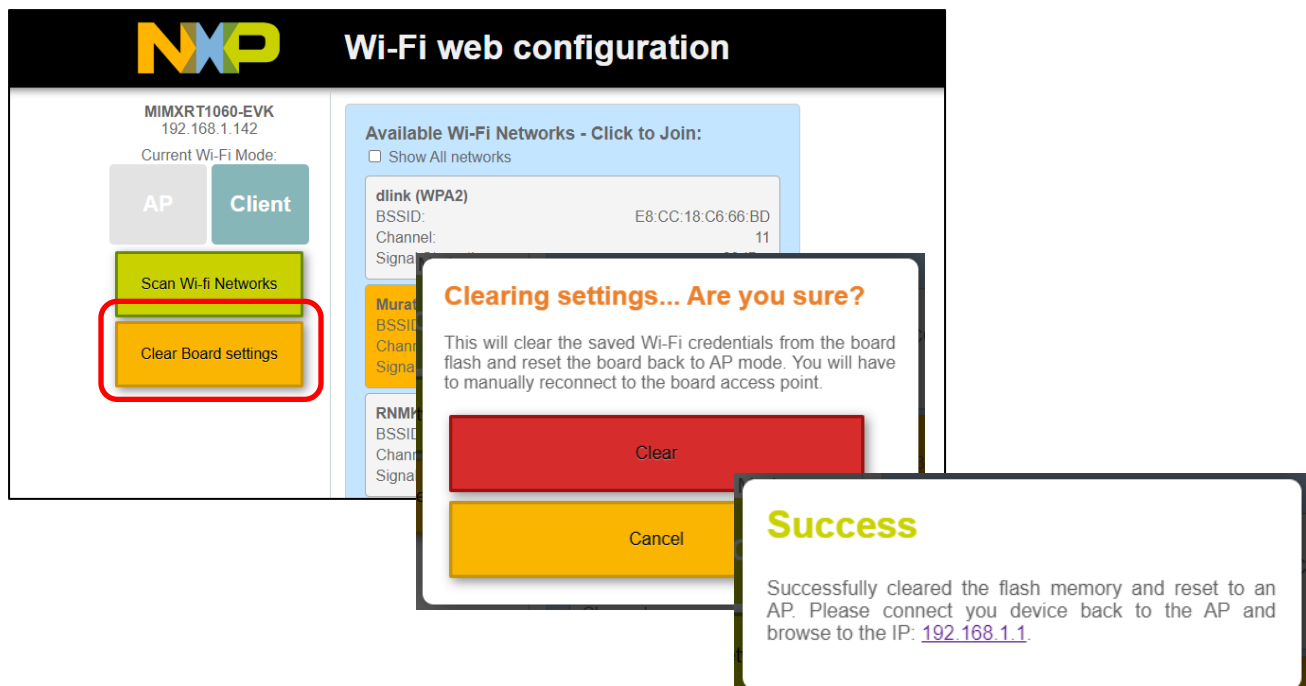 NXP
Wi-Fi web configuration
MIMXRT1060-EVK
192.168.1.142
Current Wi-Fi Mode:
AP
Client
Scan Wi-fi Networks
Clear Board settings
Available Wi-Fi Networks - Click to Join:
Show All networks
dlink (WPA2)
BSSID: E8:CC:18:C6:66:BD
Channel: 11
Clearing settings... Are you sure?
This will clear the saved Wi-Fi credentials from the board
flash and reset the board back to AP mode. You will have
to manually reconnect to the board access point.
Clear
Cancel
Success
Successfully cleared the flash memory and reset to an
AP. Please connect you device back to the AP and
browse to the IP: 192.168.1.1.